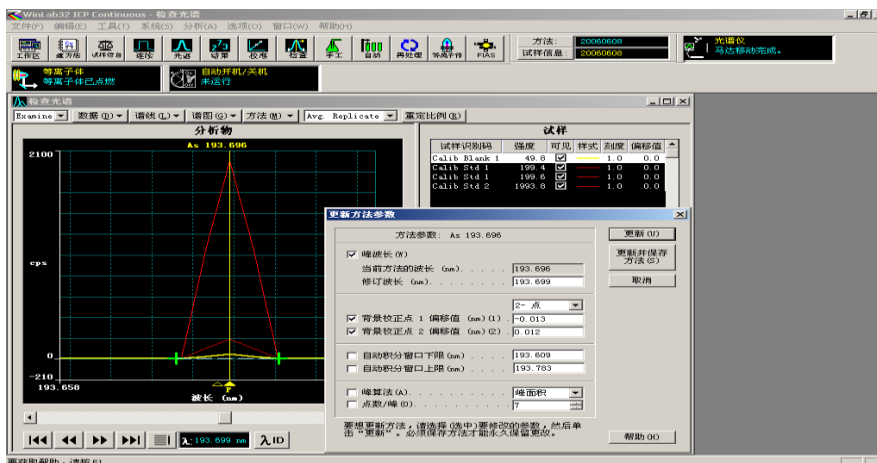 WinLab32 ICP Continuous - 检查光谱
文件(F) 编辑(E) 工具(T) 系统(S) 分析(A) 选项(O) 窗口(W) 帮助(H)
工作区 建方法 试样信息 连续 光谱 结果 校准 检查 手工 自动 再处理 等离子体 FIAS
方法: 20060608
试样信息: 20060608
光谱仪
马达移动完成。
等离子体
等离子体已点燃
自动开机/关机
未运行
检查光谱
Examine 数据(D) 谱线(L) 谱图(G) 方法(M) Avg. Replicate 重定比例(R)
分析物
As 193.696
2100
cps
0
-210
193.658
P
波长 (nm)
λ:193.699 nm λID
试样
试样识别码 强度 可见 样式 刻度 偏移值
Calib Blank 1 49.8 1.0 0.0
Calib Std 1 199.4 1.0 0.0
Calib Std 1 199.6 1.0 0.0
Calib Std 2 1993.8 1.0 0.0
更新方法参数
方法参数: As 193.696
峰波长(W)
当前方法的波长 (nm). . . . . 193.696
修订波长 (nm). . . . . . . . 193.699
2- 点
背景校正点 1 偏移值 (nm)(1) . -0.013
背景校正点 2 偏移值 (nm)(2) . 0.012
自动积分窗口下限(nm) . . . . 193.609
自动积分窗口上限(nm) . . . . 193.783
峰算法(A). . . . . . . . . . 峰面积
点数/峰(O). . . . . . . . . 7
要想更新方法，请选择(选中)要修改的参数，然后单
击“更新”。必须保存方法才能永久保留更改。
更新(U)
更新并保存
方法(S)
取消
帮助(H)
要获取帮助，请按 F1